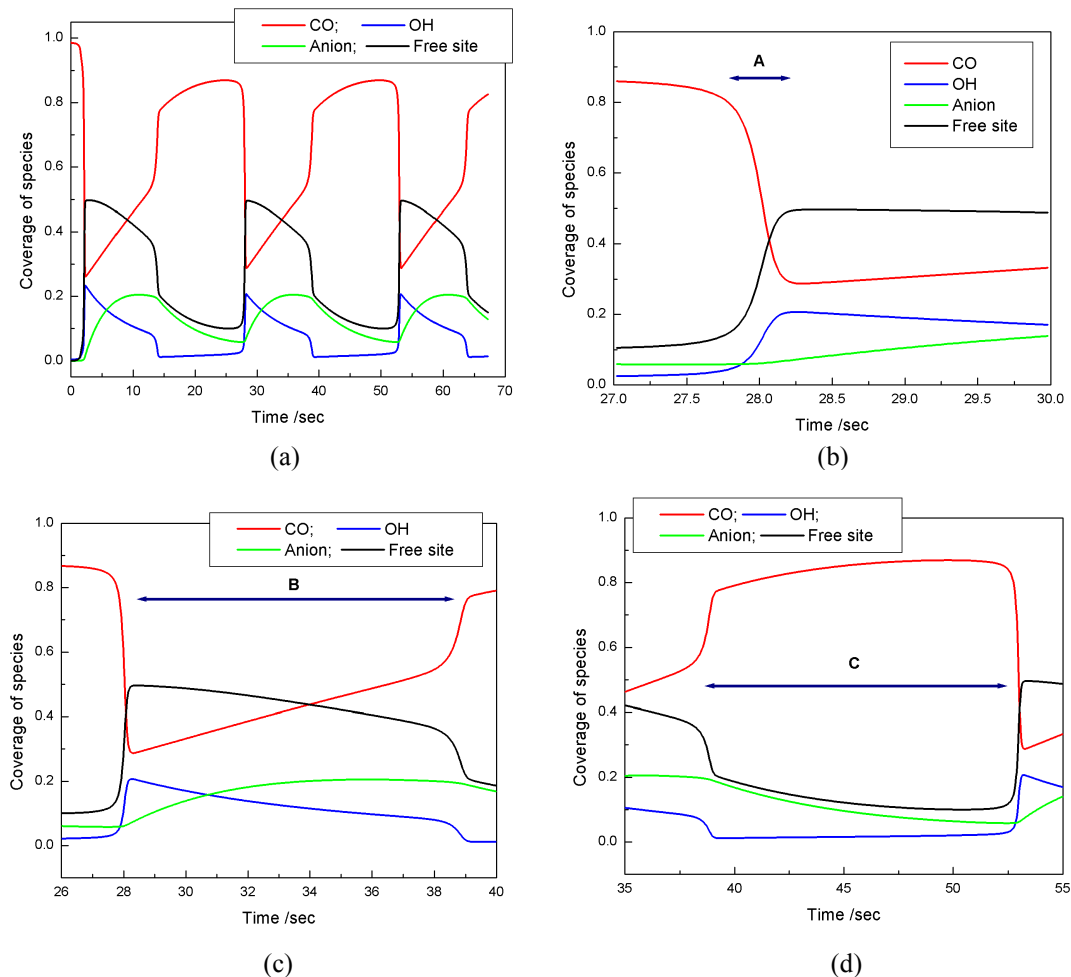 CO; OH
Anion; Free site
1.0
0.8
0.6
0.4
0.2
0.0
Coverage of species
0 10 20 30 40 50 60 70
Time /sec
(a)
A
CO
OH
Anion
Free site
1.0
0.8
0.6
0.4
0.2
0.0
Coverage of species
27.0 27.5 28.0 28.5 29.0 29.5 30.0
Time /sec
(b)
CO; OH
Anion; Free site
B
1.0
0.8
0.6
0.4
0.2
0.0
Coverage of species
26 28 30 32 34 36 38 40
Time /sec
(c)
CO; OH;
Anion; Free site
C
1.0
0.8
0.6
0.4
0.2
0.0
Coverage of species
35 40 45 50 55
Time /sec
(d)